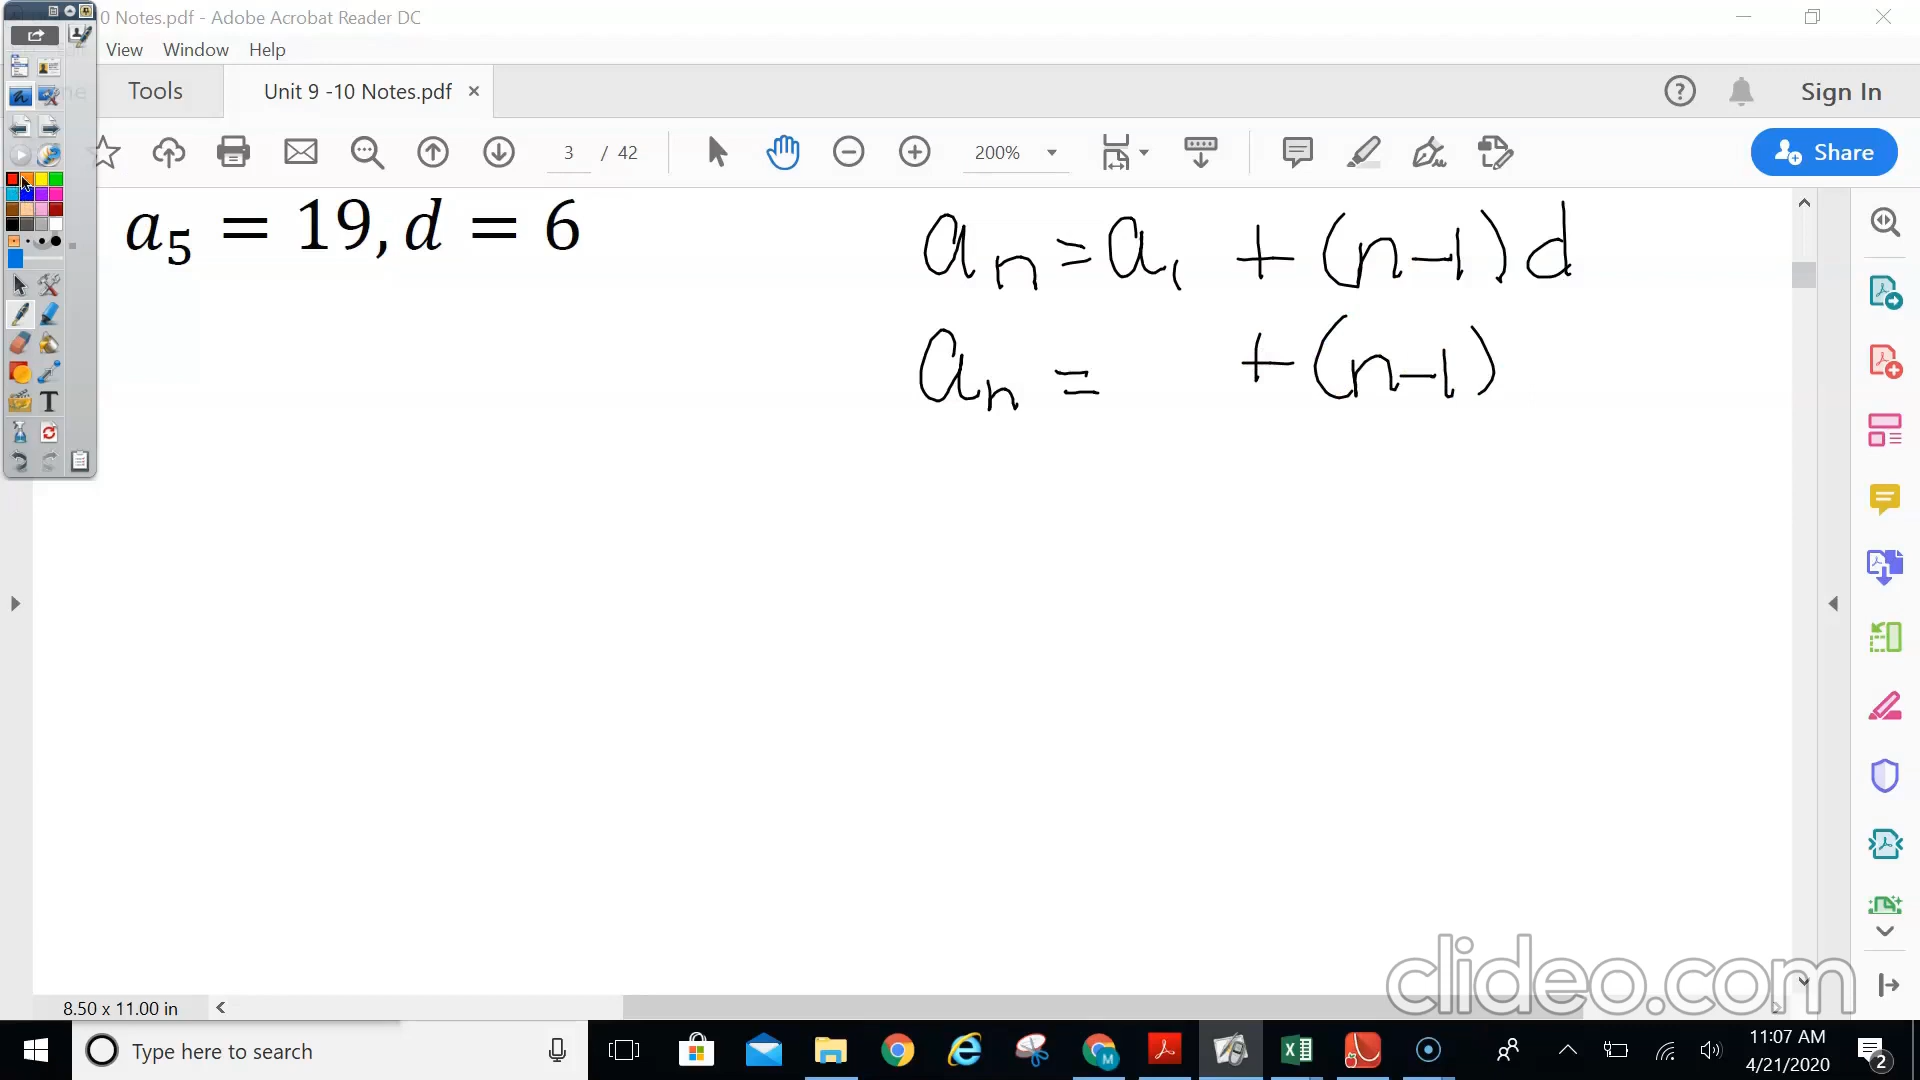 0 Notes.pdf - Adobe Acrobat Reader DC
View Window Help
Tools Unit 9 -10 Notes.pdf × Sign In
3 / 42 200% Share
a₅ = 19, d = 6
aₙ = a₁ + (n-1)d
aₙ = + (n-1)
T
clideo.com
8.50 x 11.00 in
Type here to search
11:07 AM
4/21/2020
2